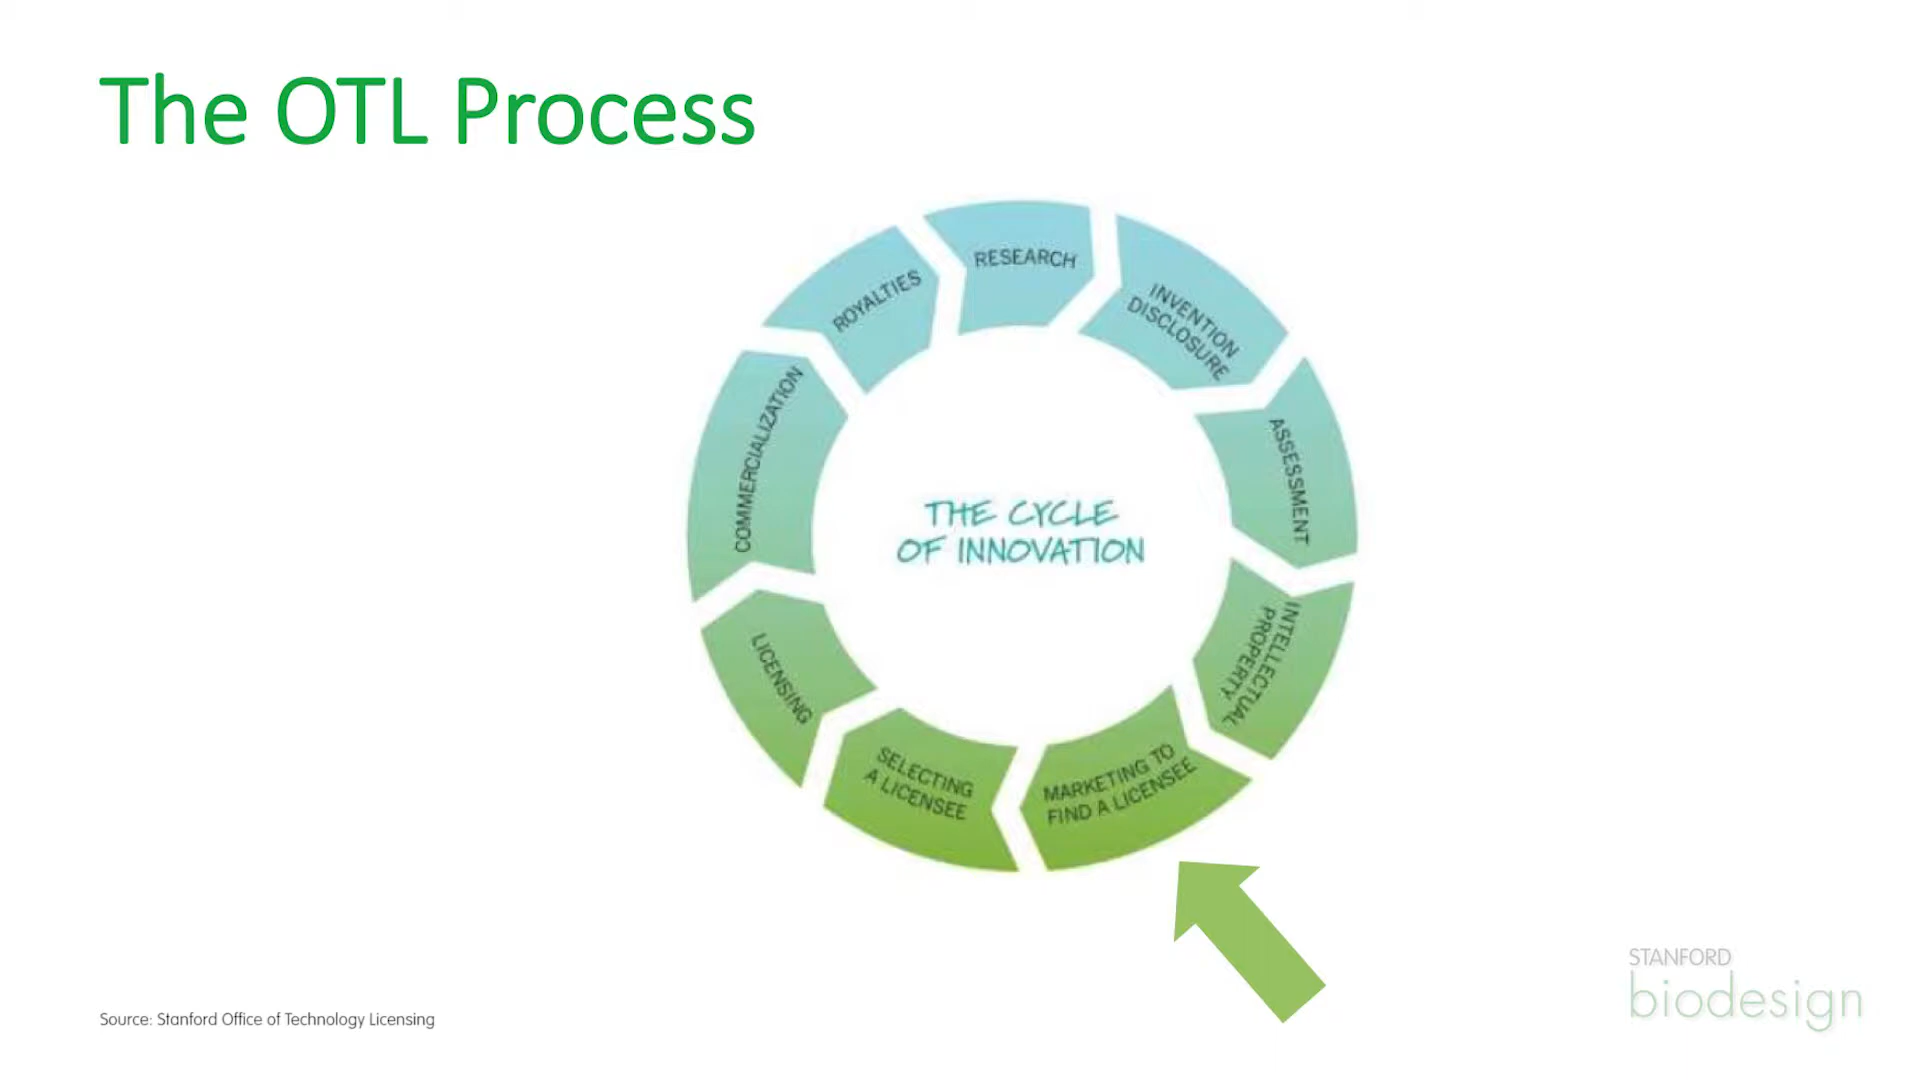 The OTL Process
RESEARCH
INVENTION
DISCLOSURE
ASSESSMENT
INTELLECTUAL
PROPERTY
MARKETING TO
FIND A LICENSEE
SELECTING
A LICENSEE
LICENSING
COMMERCIALIZATION
ROYALTIES
THE CYCLE
OF INNOVATION
Source: Stanford Office of Technology Licensing
STANFORD
biodesign